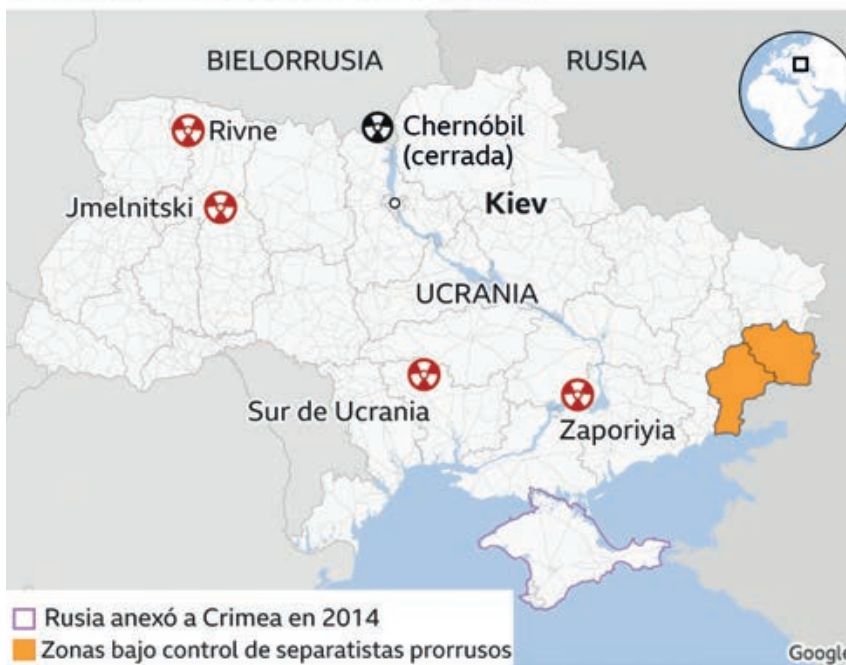 BIELORRUSIA
RUSIA
Rivne
Chernóbil
(cerrada)
Jmelnitski
Kiev
UCRANIA
Sur de Ucrania
Zaporiyia
Rusia anexó a Crimea en 2014
Zonas bajo control de separatistas prorrusos
Google